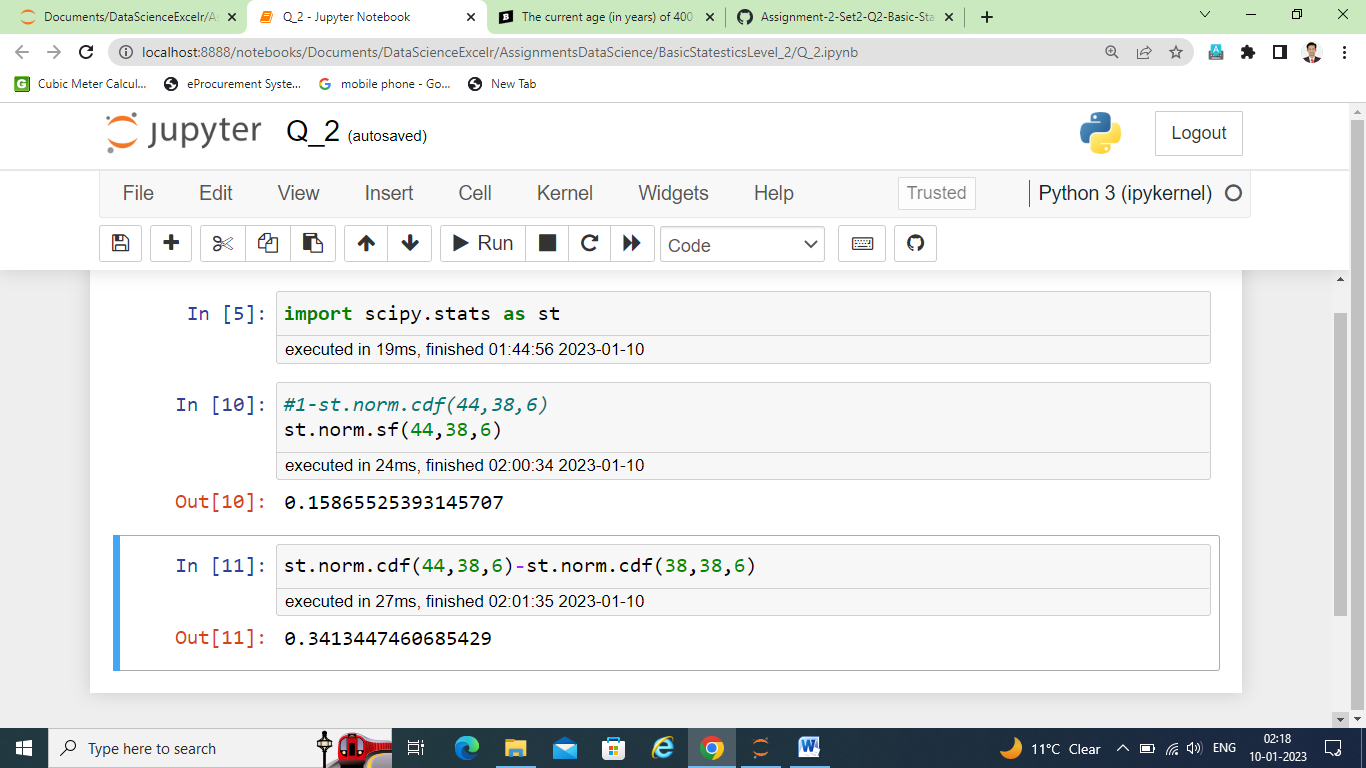 Documents/DataScienceExcelr/A
Q_2 - Jupyter Notebook
The current age (in years) of 400
Assignment-2-Set2-Q2-Basic-Sta
localhost:8888/notebooks/Documents/DataScienceExcelr/AssignmentsDataScience/BasicStatesticsLevel_2/Q_2.ipynb
Cubic Meter Calcul... eProcurement Syste... mobile phone - Go... New Tab
jupyter Q_2 (autosaved) Logout
File Edit View Insert Cell Kernel Widgets Help Trusted Python 3 (ipykernel)
Run Code
In [5]: import scipy.stats as st
executed in 19ms, finished 01:44:56 2023-01-10
In [10]: #1-st.norm.cdf(44,38,6)
st.norm.sf(44,38,6)
executed in 24ms, finished 02:00:34 2023-01-10
Out[10]: 0.15865525393145707
In [11]: st.norm.cdf(44,38,6)-st.norm.cdf(38,38,6)
executed in 27ms, finished 02:01:35 2023-01-10
Out[11]: 0.3413447460685429
Type here to search
11°C Clear
ENG
02:18
10-01-2023